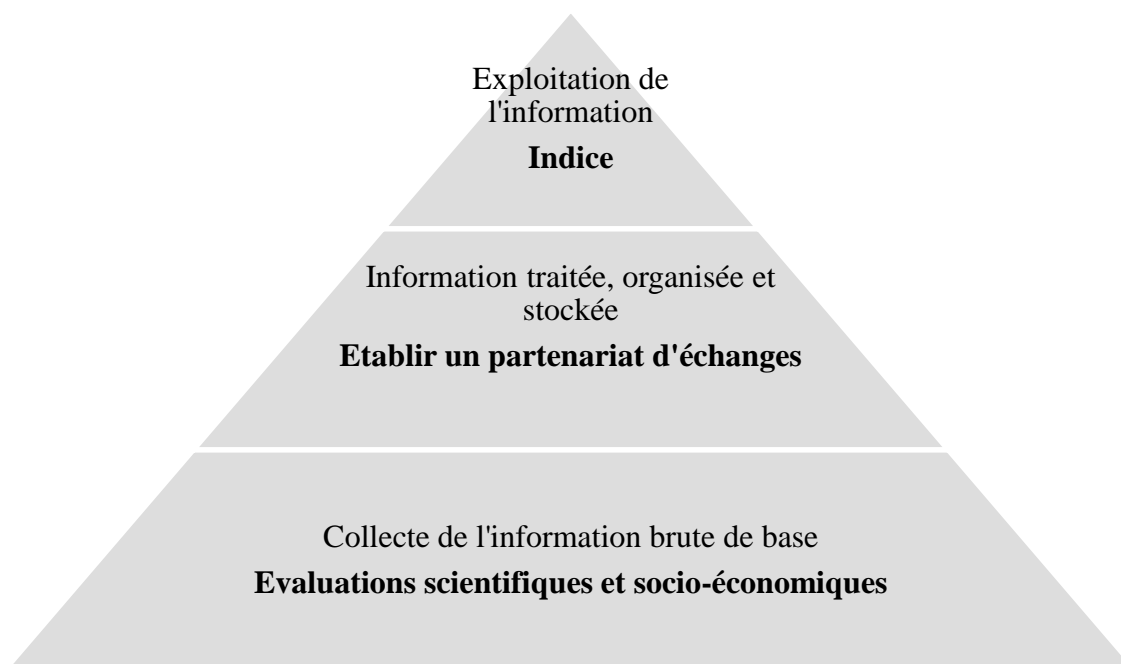 Exploitation de
l'information
Indice
Information traitée, organisée et
stockée
Etablir un partenariat d'échanges
Collecte de l'information brute de base
Evaluations scientifiques et socio-économiques